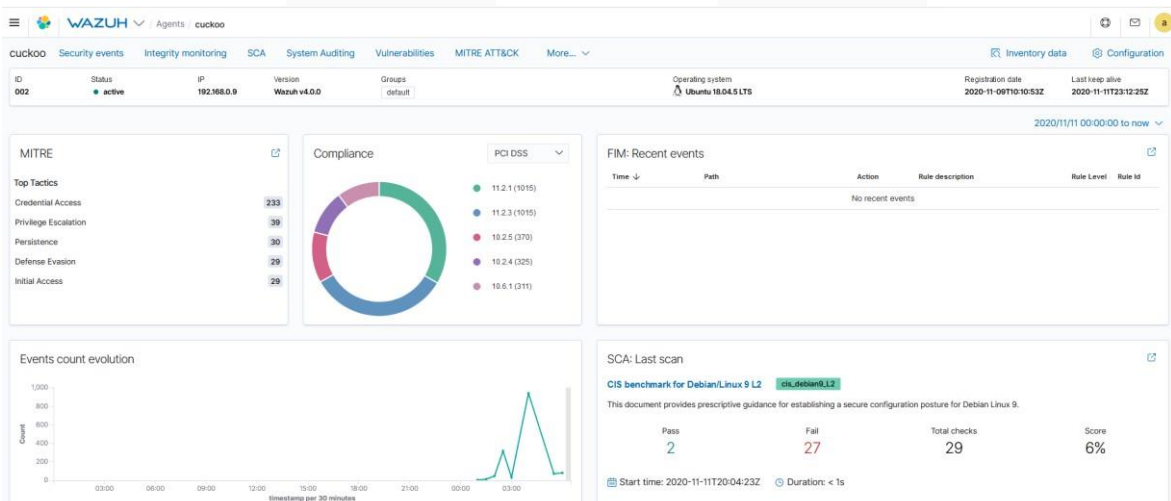 WAZUH / Agents / cuckoo a
cuckoo Security events Integrity monitoring SCA System Auditing Vulnerabilities MITRE ATT&CK More... Inventory data Configuration
ID Status IP Version Groups Operating system Registration date Last keep alive
002 active 192.168.0.9 Wazuh v4.0.0 default Ubuntu 18.04.5 LTS 2020-11-09T10:10:53Z 2020-11-11T23:12:25Z
2020/11/11 00:00:00 to now
MITRE
Top Tactics
Credential Access 233
Privilege Escalation 39
Persistence 30
Defense Evasion 29
Initial Access 29
Compliance PCI DSS
11.2.1 (1015)
11.2.3 (1015)
10.2.5 (370)
10.2.4 (325)
10.6.1 (311)
FIM: Recent events
Time ↓ Path Action Rule description Rule Level Rule Id
No recent events
Events count evolution
Count
1,000
800
600
400
200
0
03:00 06:00 09:00 12:00 15:00 18:00 21:00 00:00 03:00
timestamp per 30 minutes
SCA: Last scan
CIS benchmark for Debian/Linux 9 L2 cis_debian9_L2
This document provides prescriptive guidance for establishing a secure configuration posture for Debian Linux 9.
Pass Fail Total checks Score
2 27 29 6%
Start time: 2020-11-11T20:04:23Z Duration: < 1s